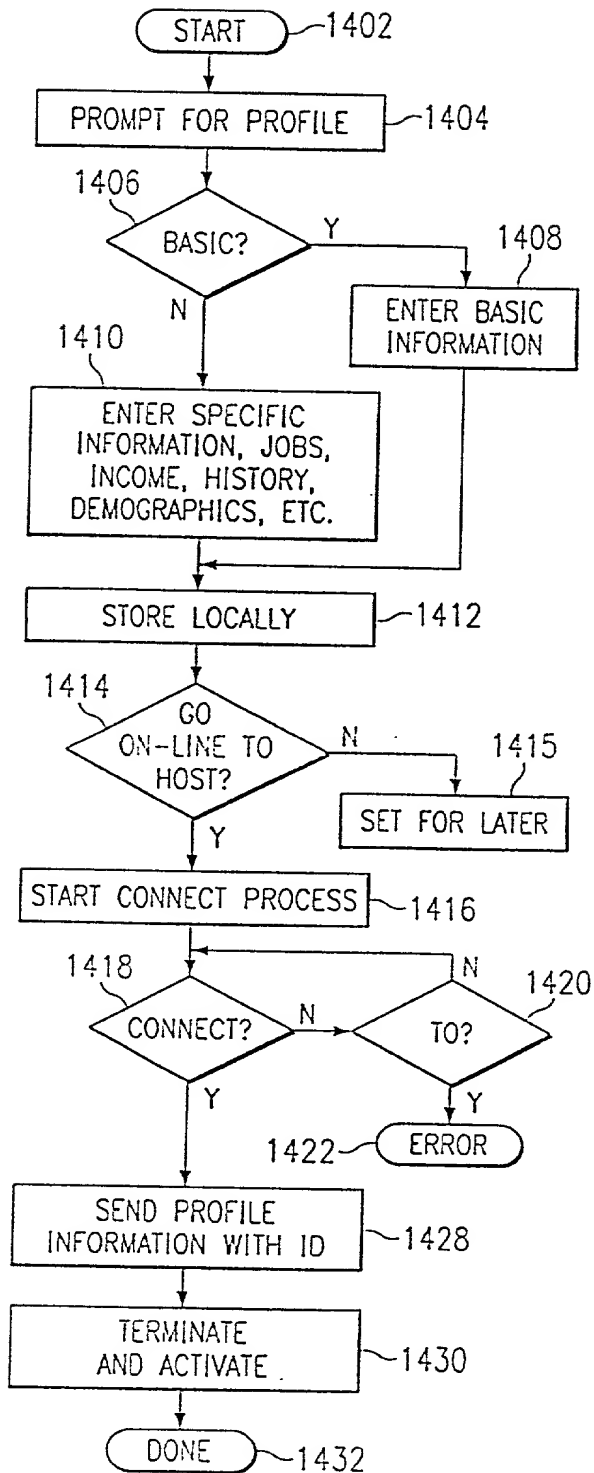 START
1402
PROMPT FOR PROFILE
1404
1406
BASIC?
Y
N
1408
ENTER BASIC
INFORMATION
1410
ENTER SPECIFIC
INFORMATION, JOBS,
INCOME, HISTORY,
DEMOGRAPHICS, ETC.
STORE LOCALLY
1412
1414
GO
ON-LINE TO
HOST?
N
Y
1415
SET FOR LATER
START CONNECT PROCESS
1416
1418
CONNECT?
N
Y
N
1420
TO?
Y
1422
ERROR
SEND PROFILE
INFORMATION WITH ID
1428
TERMINATE
AND ACTIVATE
1430
DONE
1432